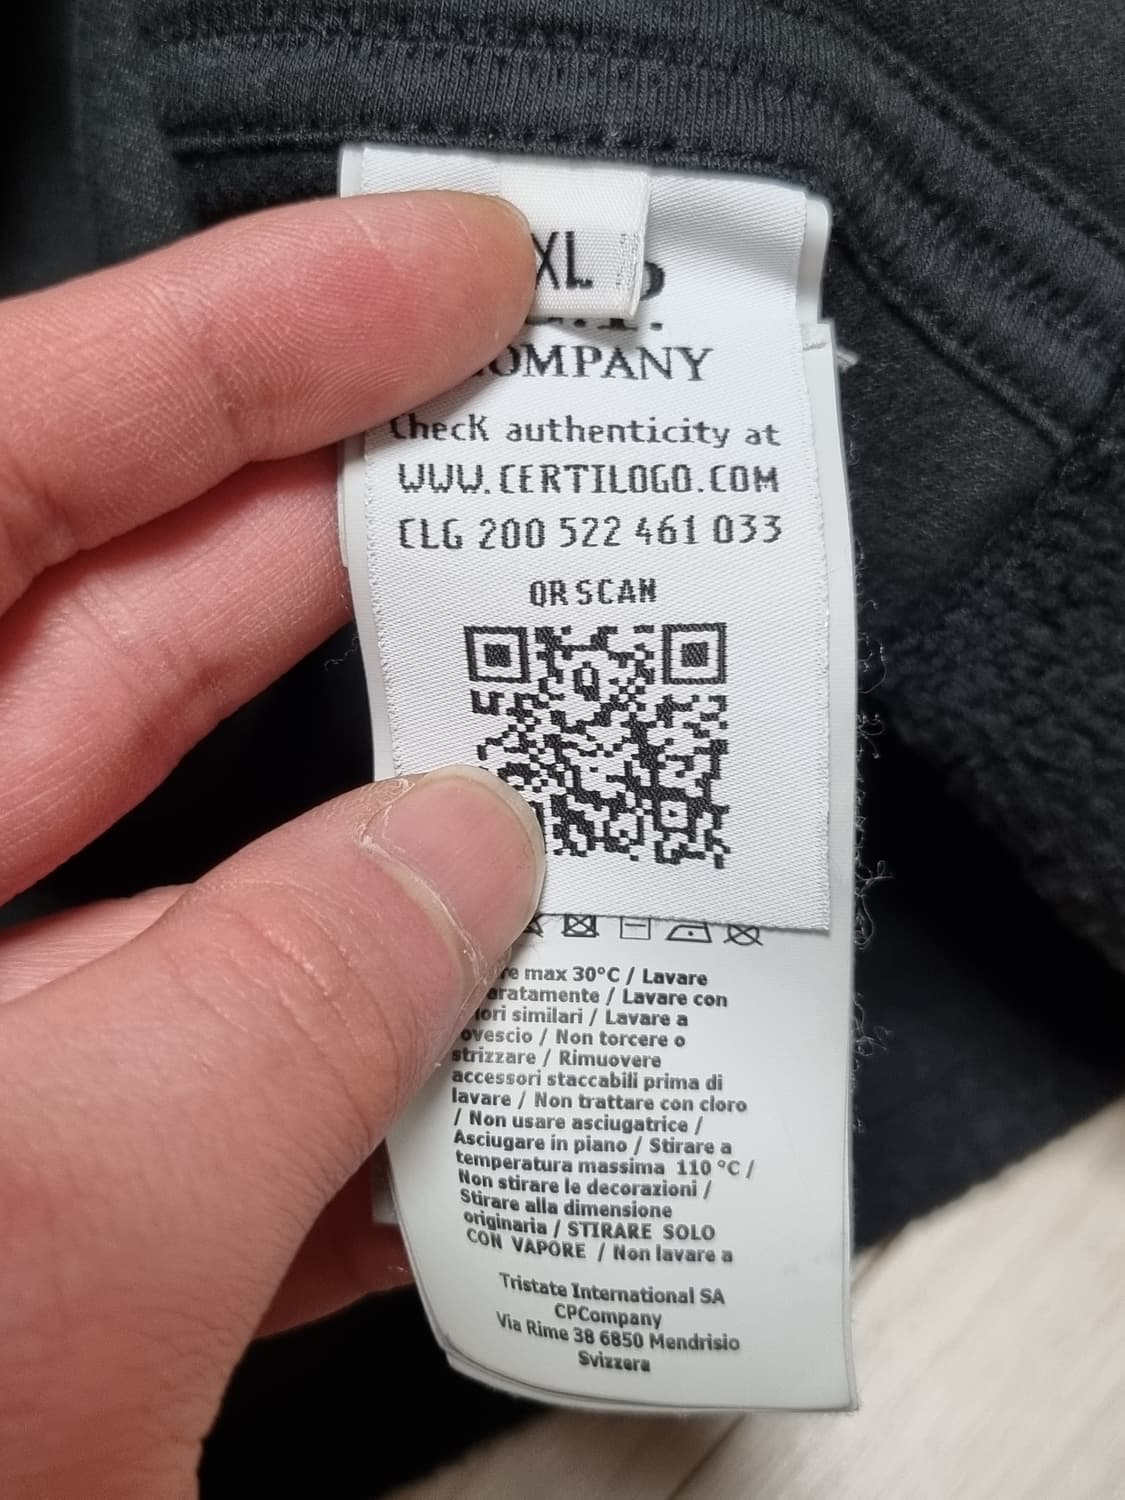 XL
C.P.
COMPANY
Check authenticity at
WWW.CERTILOGO.COM
CLG 200 522 461 033
QR SCAN
max 30°C / Lavare
/ Lavare con
similari / Lavare a
/ Non torcere o
strizzare / Rimuovere
accessori staccabili prima di
lavare / Non trattare con cloro
/ Non usare asciugatrice /
Asciugare in piano / Stirare a
temperatura massima 110 °C /
Non stirare le decorazioni /
Stirare alla dimensione
originaria / STIRARE SOLO
CON VAPORE / Non lavare a
Tristate International SA
CPCompany
Via Rime 38 6850 Mendrisio
Svizzera